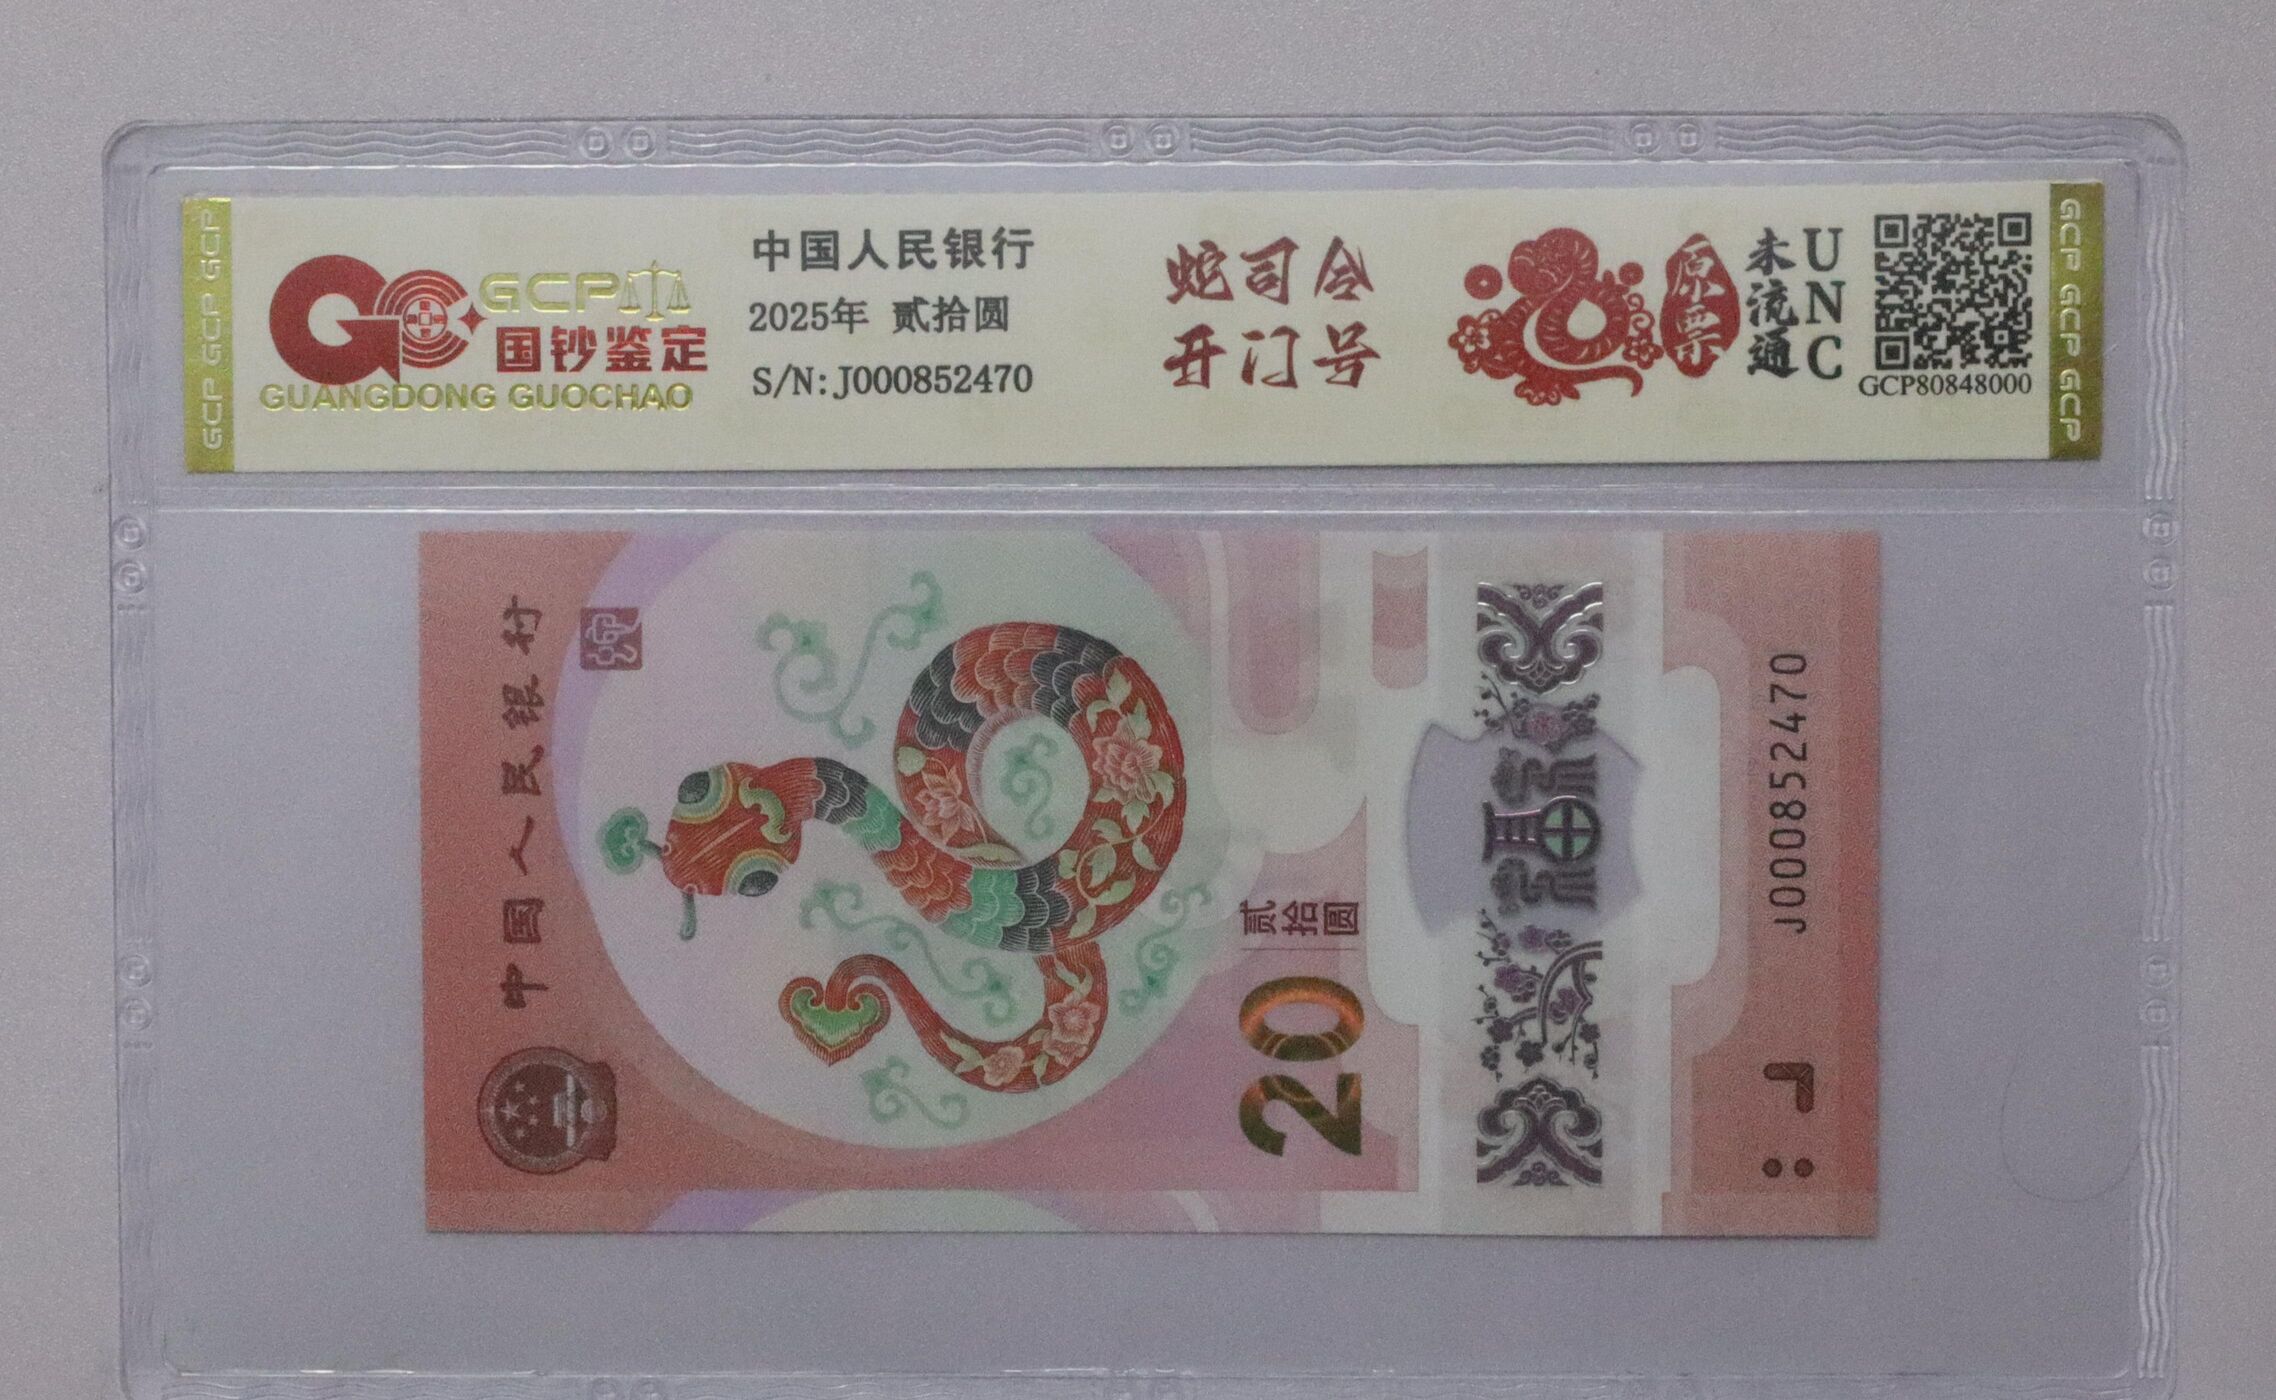 GCP GCP GCP
GCP
国钞鉴定
GUANGDONG GUOCHAO
中国人民银行
2025年 贰拾圆
S/N:J000852470
蛇司令
开门号
原票
未流通
UNC
GCP80848000
GCP GCP GCP
中国人民银行
贰拾圆
20
福
J000852470